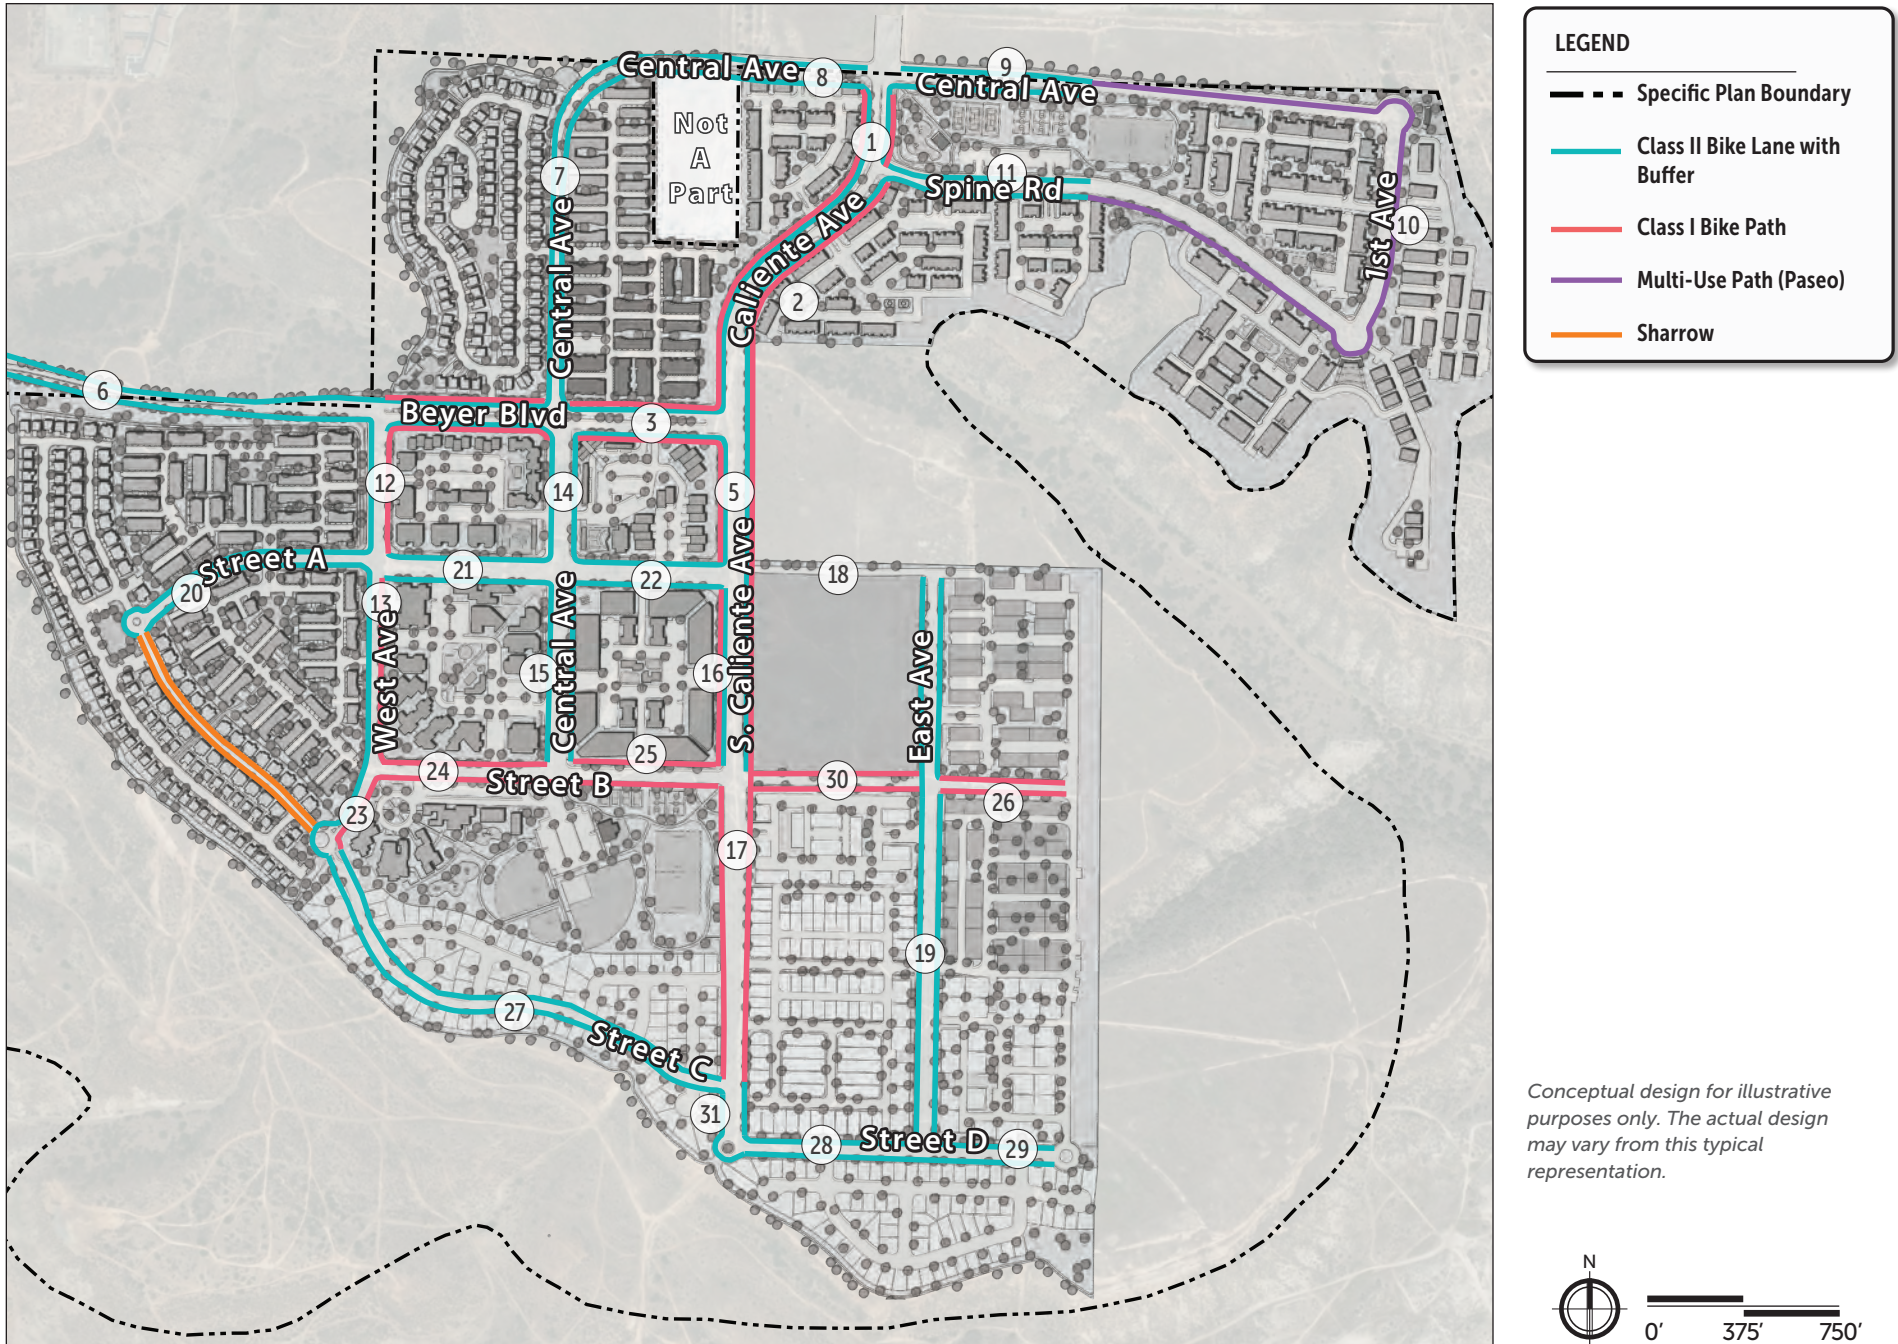 LEGEND
Specific Plan Boundary
Class II Bike Lane with
Buffer
Class I Bike Path
Multi-Use Path (Paseo)
Sharrow
Central Ave
8
9
Central Ave
Not
A
Part
1
7
11
Spine Rd
10
1st Ave
Central Ave
Caliente Ave
2
6
Beyer Blvd
3
12
14
5
Street A
21
22
18
20
13
West Ave
15
Central Ave
16
S. Caliente Ave
East Ave
24
25
Street B
30
26
23
17
19
27
Street C
31
28
Street D
29
Conceptual design for illustrative
purposes only. The actual design
may vary from this typical
representation.
N
0' 375' 750'